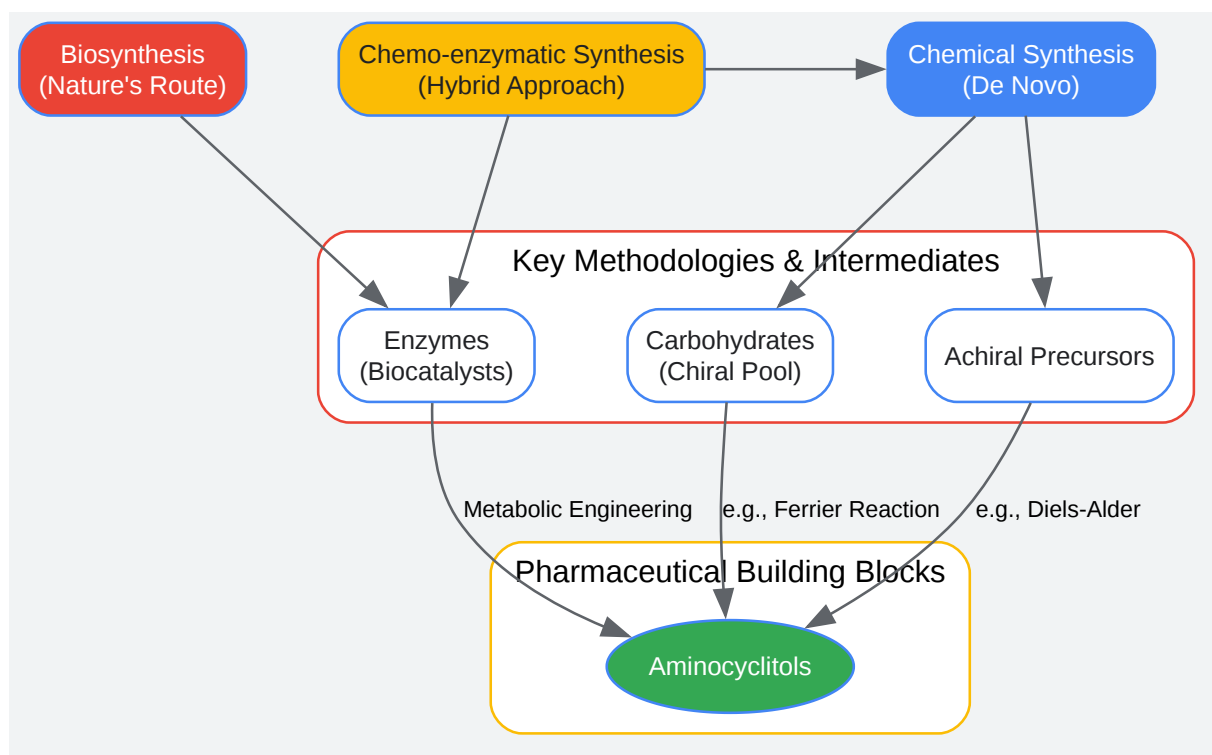 Biosynthesis
(Nature's Route)
Chemo-enzymatic Synthesis
(Hybrid Approach)
Chemical Synthesis
(De Novo)
Key Methodologies & Intermediates
Enzymes
(Biocatalysts)
Carbohydrates
(Chiral Pool)
Achiral Precursors
Metabolic Engineering
e.g., Ferrier Reaction
e.g., Diels-Alder
Pharmaceutical Building Blocks
Aminocyclitols